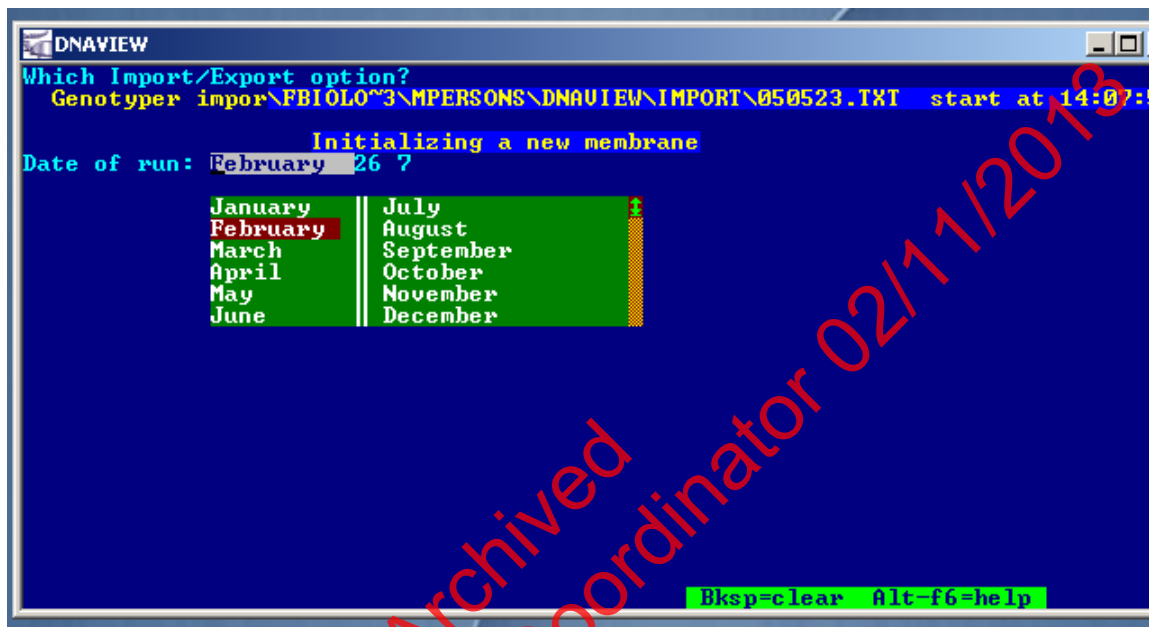 DNAVIEW
Which Import/Export option?
Genotyper impor\FBIOLO~3\MPERSONS\DNAVIEW\IMPORT\050523.TXT start at 14:07:
Initializing a new membrane
Date of run: February 26 7
January July
February August
March September
April October
May November
June December
Bksp=clear Alt-f6=help
Archived
oordinator 02/11/2013